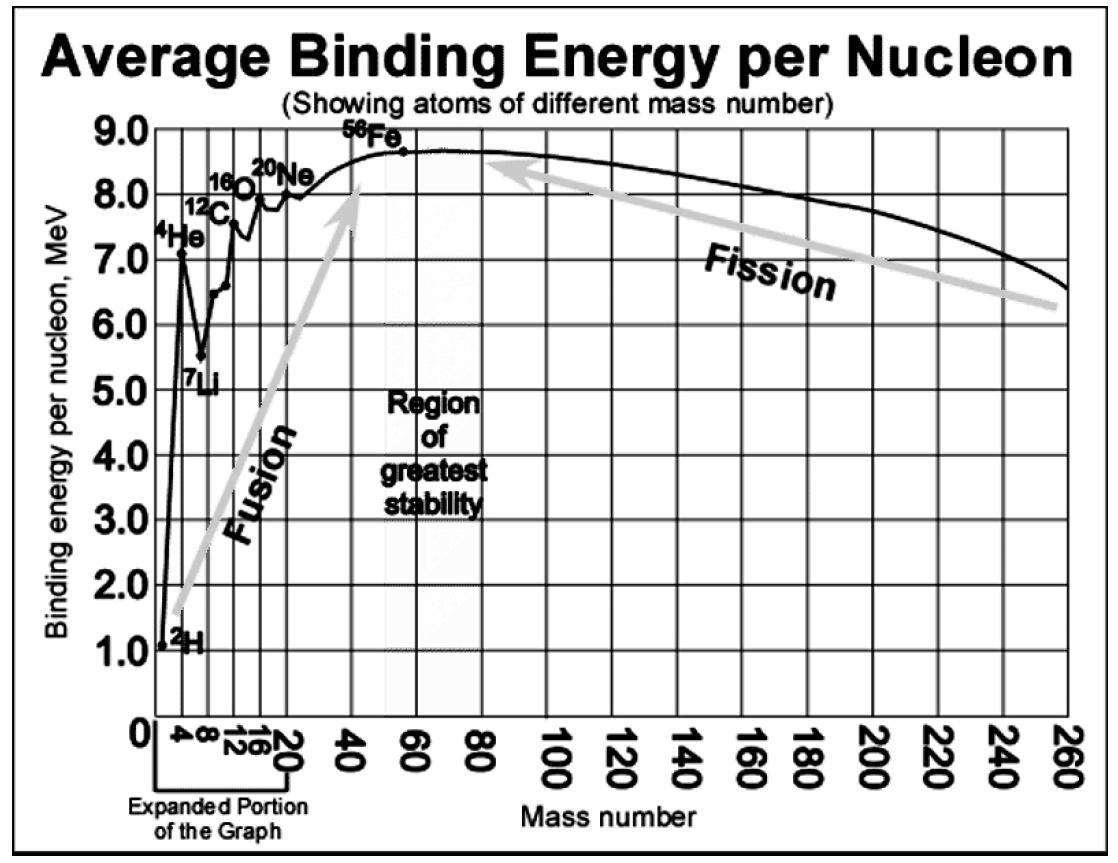 Average Binding Energy per Nucleon
(Showing atoms of different mass number)
Binding energy per nucleon, MeV
9.0
8.0
7.0
6.0
5.0
4.0
3.0
2.0
1.0
0
⁵⁶Fe
²⁰Ne
¹⁶O
¹²C
⁴He
⁷Li
²H
Fusion
Fission
Region
of
greatest
stability
4 8 12 16 20 40 60 80 100 120 140 160 180 200 220 240 260
Expanded Portion
of the Graph
Mass number